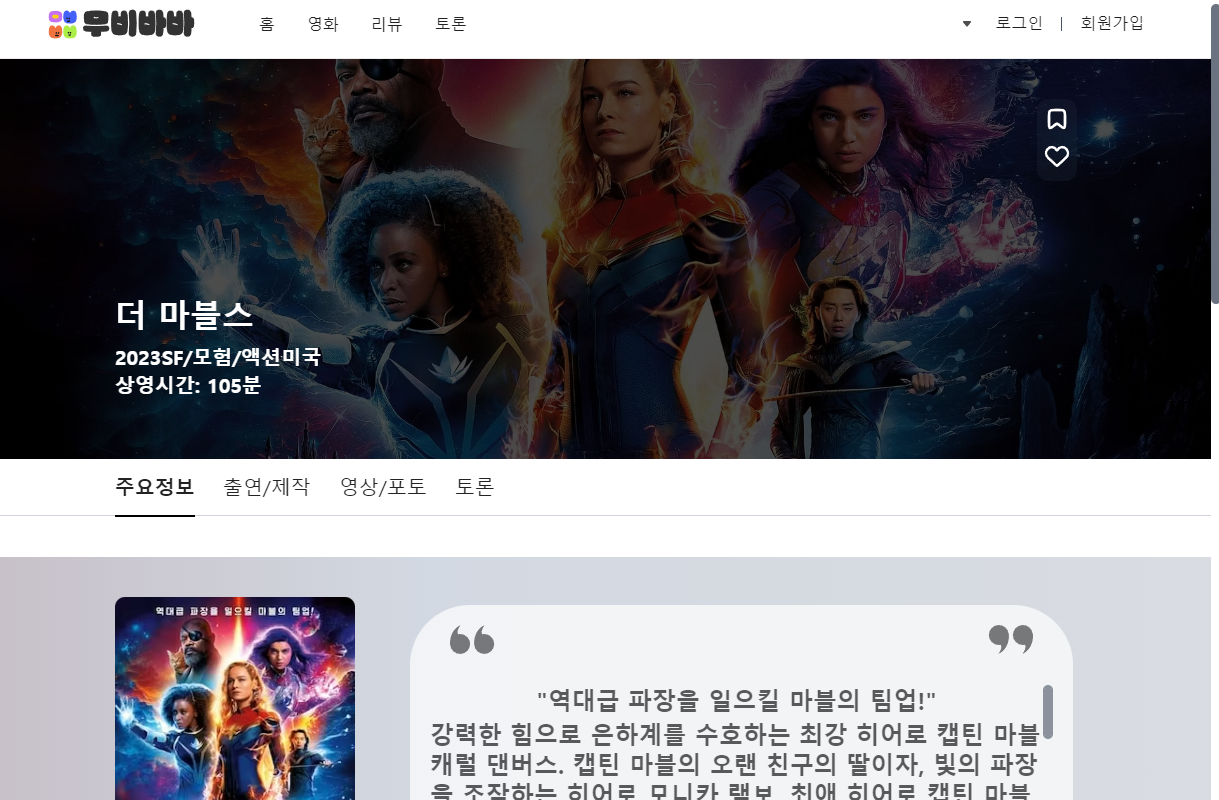 무비바바
홈 영화 리뷰 토론
로그인 | 회원가입
더 마블스
2023SF/모험/액션미국
상영시간: 105분
주요정보 출연/제작 영상/포토 토론
역대급 파장을 일으킬 마블의 팀업!
"역대급 파장을 일으킬 마블의 팀업!"
강력한 힘으로 은하계를 수호하는 최강 히어로 캡틴 마블
캐럴 댄버스. 캡틴 마블의 오랜 친구의 딸이자, 빛의 파장
을 조작하는 히어로 모니카 램보. 최애 히어로 캡틴 마블